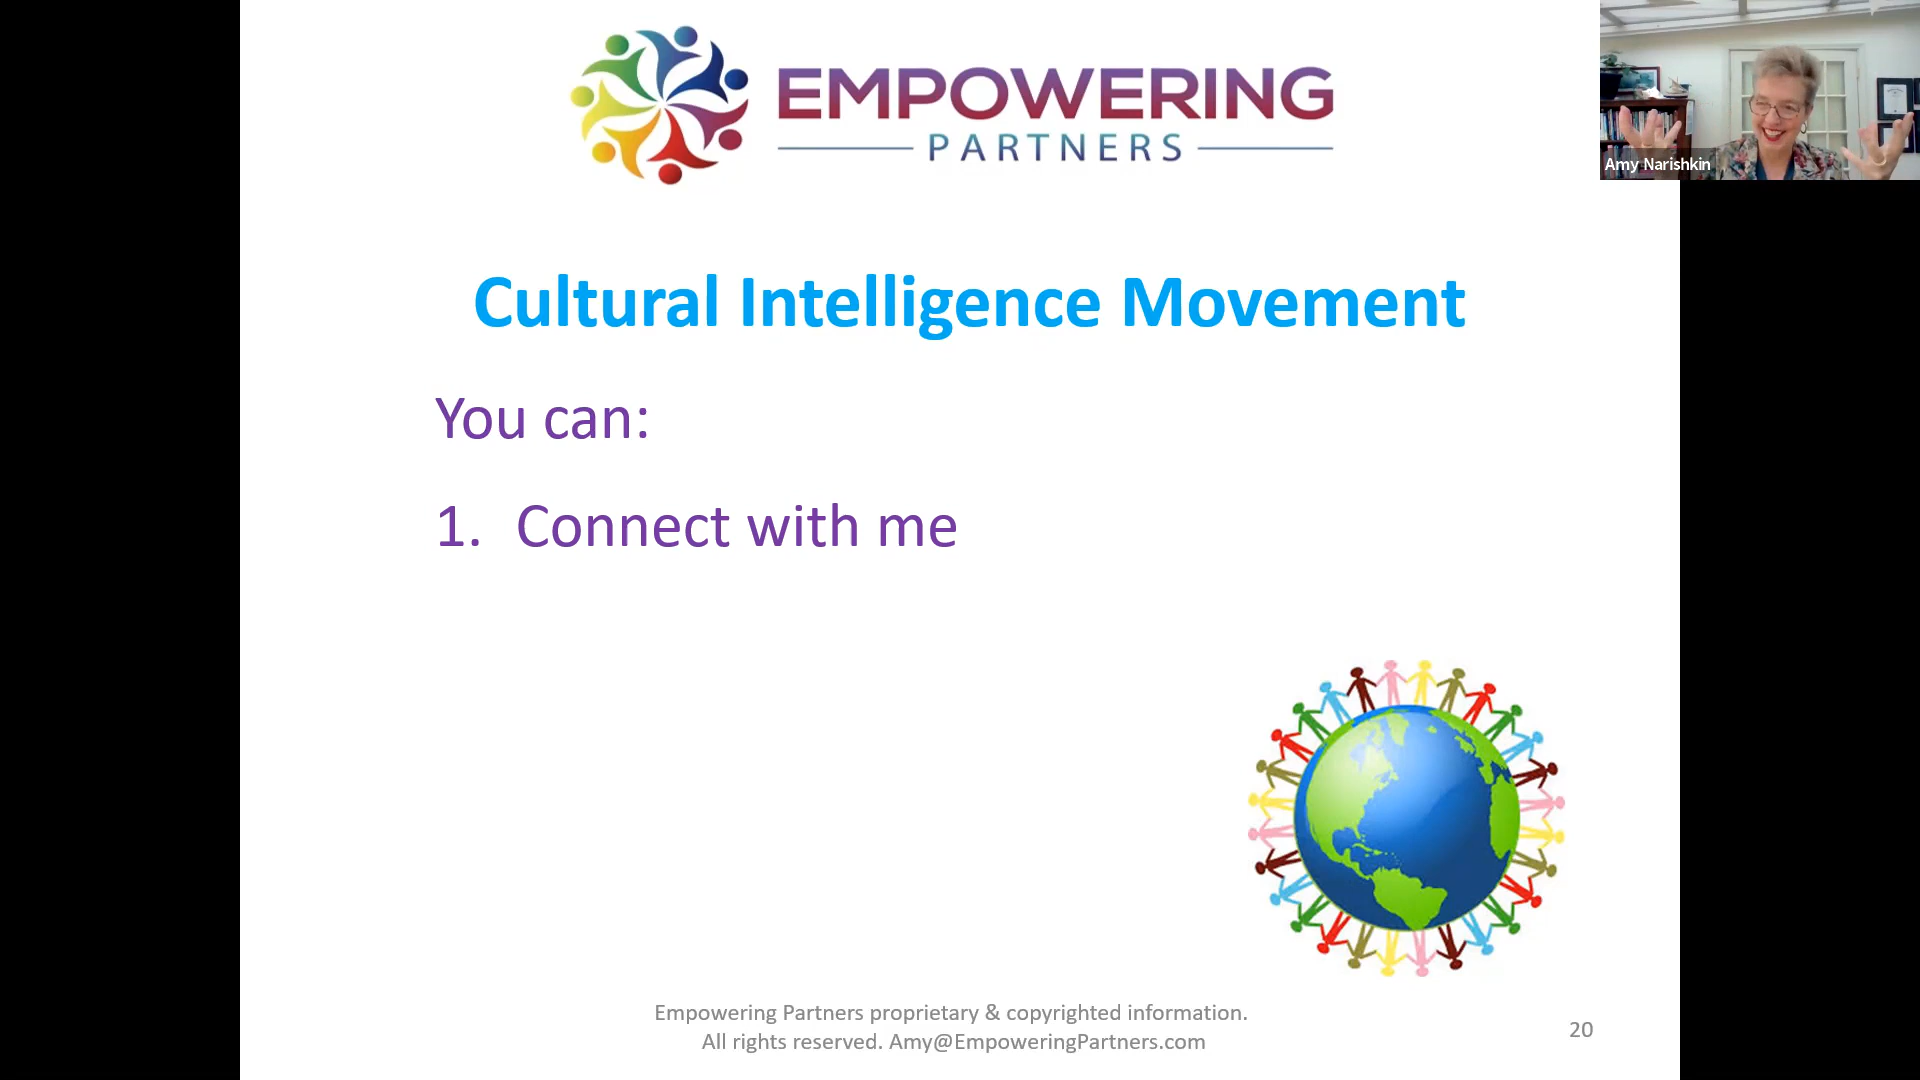 EMPOWERING
PARTNERS
Amy Narishkin
Cultural Intelligence Movement
You can:
1. Connect with me
Empowering Partners proprietary & copyrighted information.
All rights reserved. Amy@EmpoweringPartners.com
20